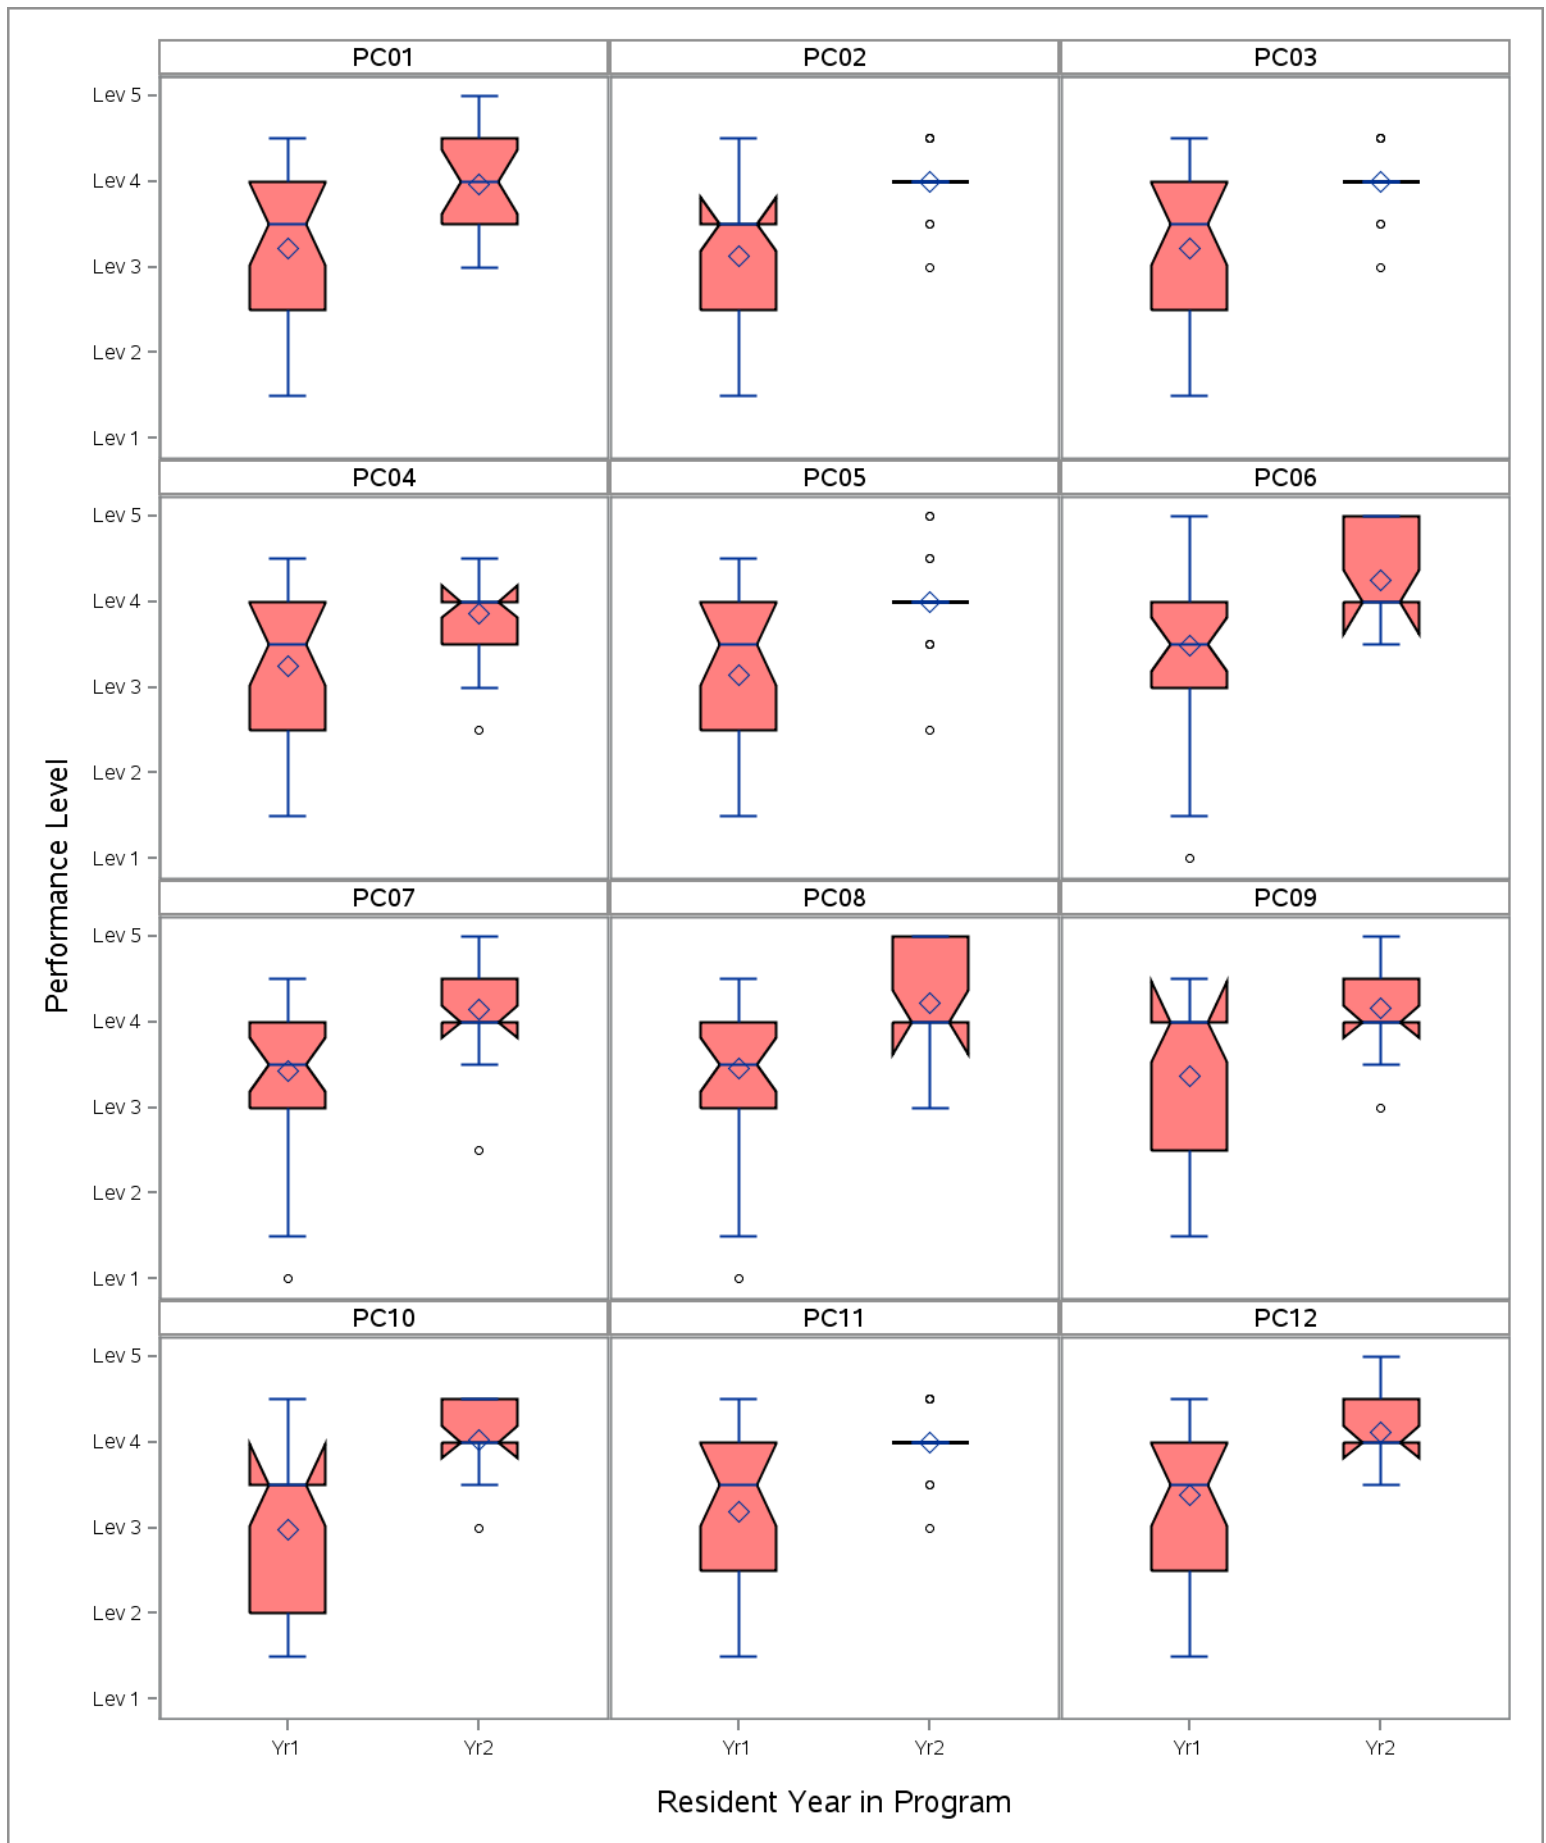 PC01 PC02 PC03
Lev 5
Lev 4
Lev 3
Lev 2
Lev 1
PC04 PC05 PC06
Lev 5
Lev 4
Lev 3
Lev 2
Lev 1
Performance Level
PC07 PC08 PC09
Lev 5
Lev 4
Lev 3
Lev 2
Lev 1
PC10 PC11 PC12
Lev 5
Lev 4
Lev 3
Lev 2
Lev 1
Yr1 Yr2 Yr1 Yr2 Yr1 Yr2
Resident Year in Program